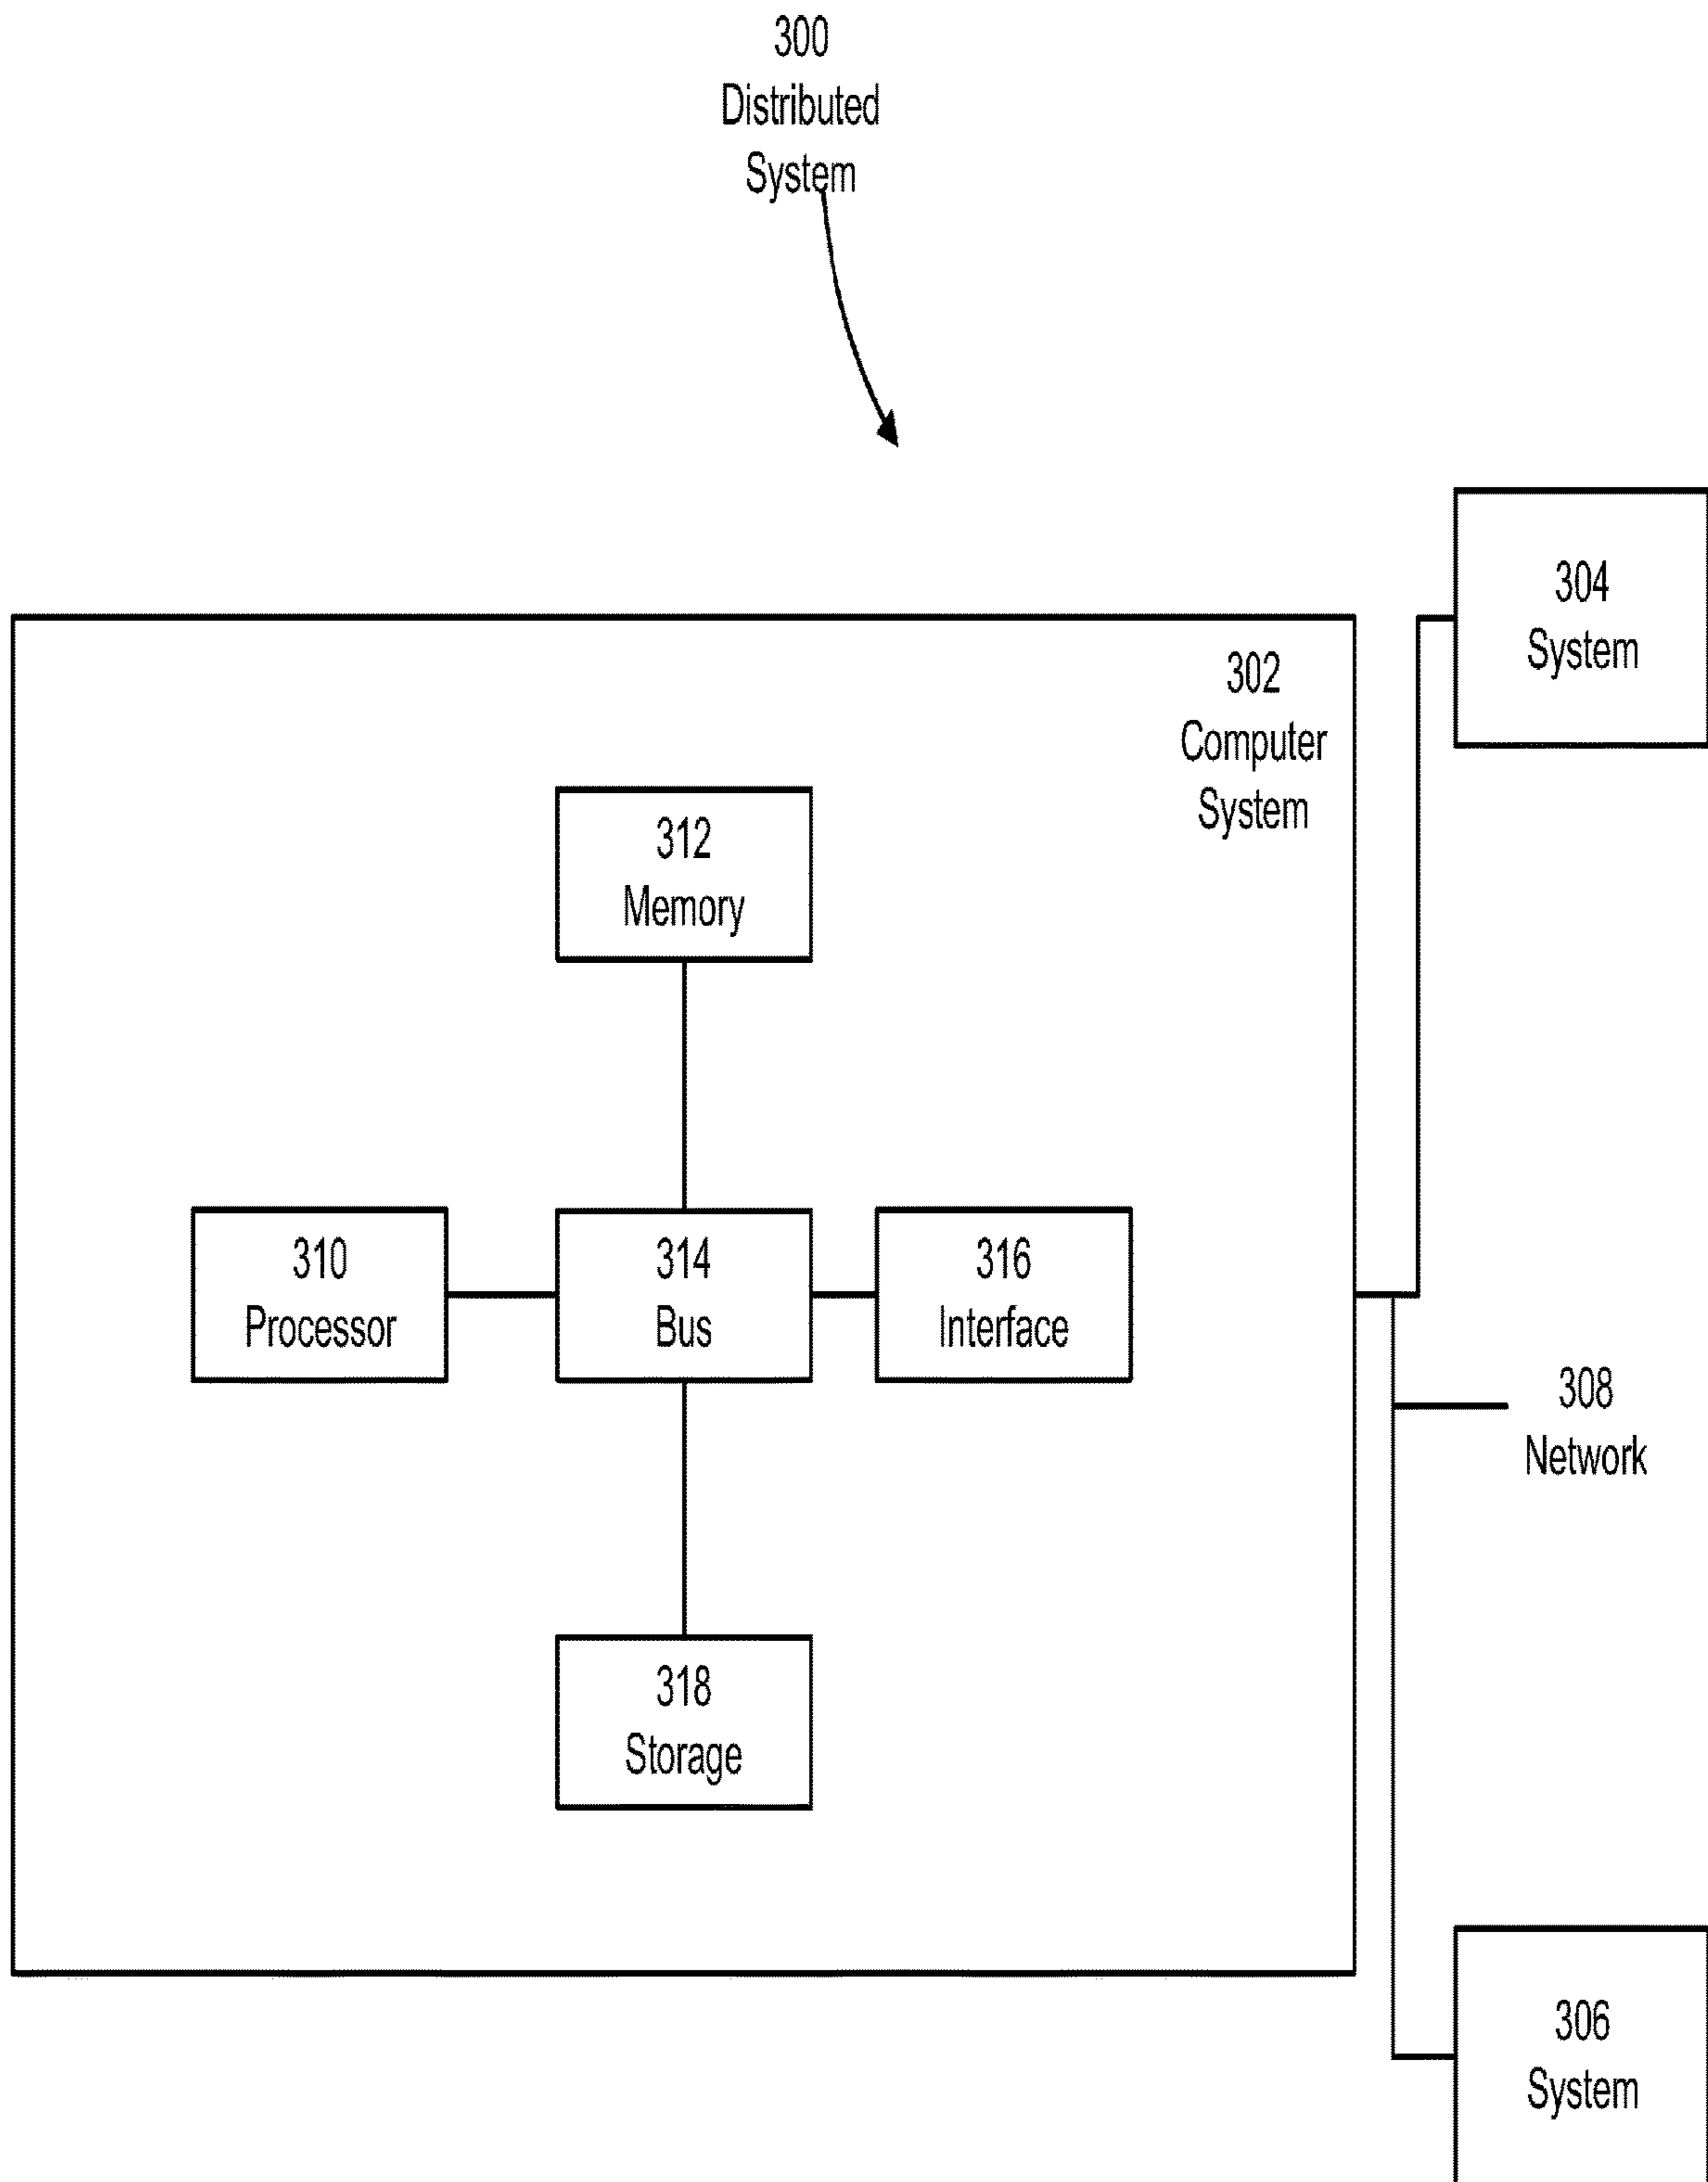 300
Distributed
System
304
System
302
Computer
System
312
Memory
310
Processor
314
Bus
316
Interface
308
Network
318
Storage
306
System